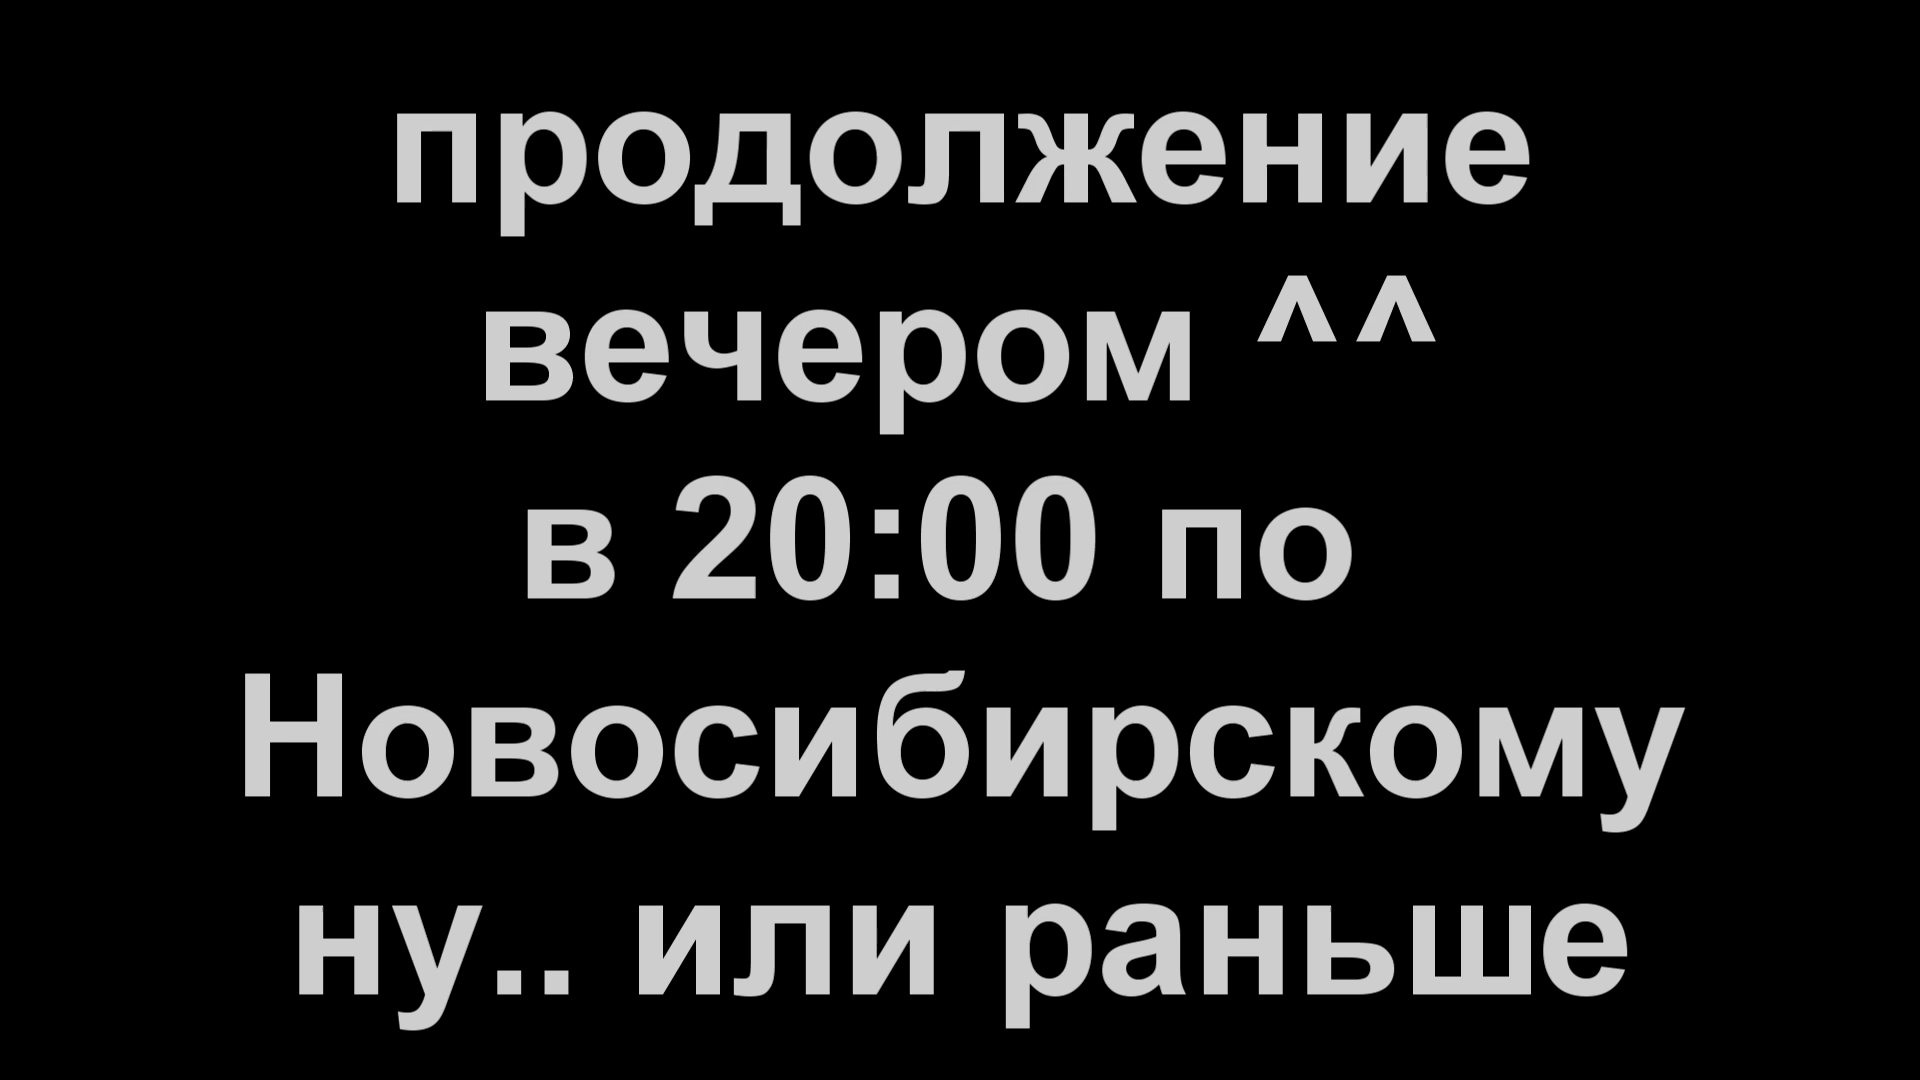 продолжение
вечером ^^
в 20:00 по
Новосибирскому
ну.. или раньше